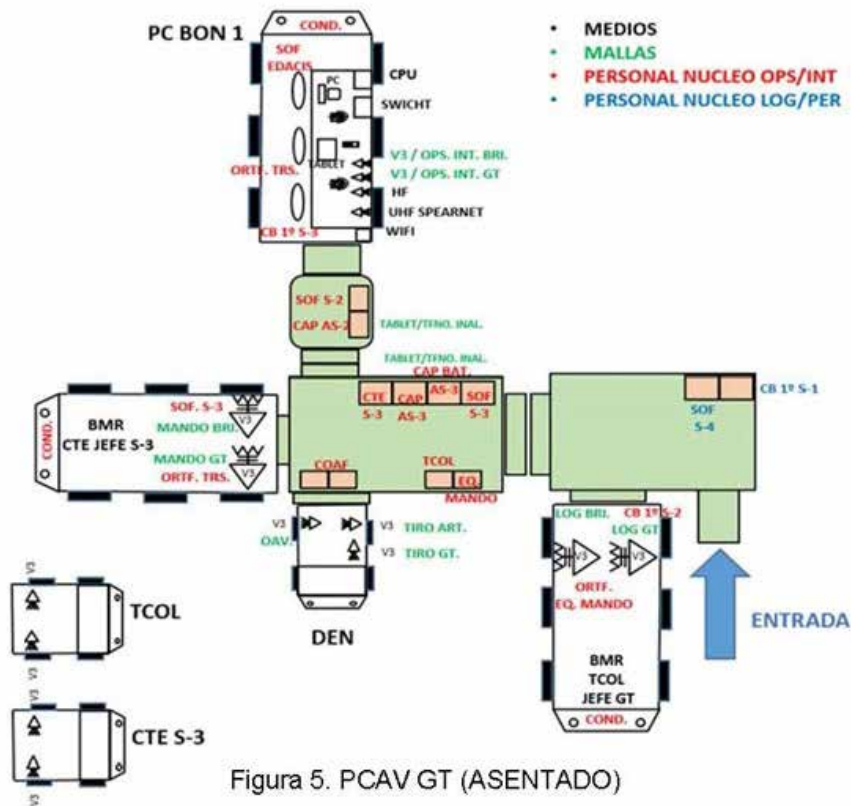 PC BON 1
COND.
SOF
EDACIS
PC
CPU
SWICHT
TABLET
ORTF. TRS.
V3 / OPS. INT. BRI.
V3 / OPS. INT. GT
HF
UHF SPEARNET
WIFI
CB 1º S-3
• MEDIOS
• MALLAS
• PERSONAL NUCLEO OPS/INT
• PERSONAL NUCLEO LOG/PER
SOF S-2
CAP AS-2
TABLET/TFNO. INAL.
TABLET/TFNO. INAL.
CAP BAT.
AS-3
CTE
S-3
CAP
AS-3
SOF
S-3
COND.
BMR
CTE JEFE S-3
SOF. S-3
V3
MANDO BRI.
MANDO GT
V3
ORTF. TRS.
COAF
TCOL
EQ.
MANDO
SOF
S-4
CB 1º S-1
V3
OAV.
V3
TIRO ART.
V3
TIRO GT.
DEN
LOG BRI.
CB 1º S-2
LOG GT
V3
V3
ORTF.
EQ. MANDO
BMR
TCOL
JEFE GT
COND.
ENTRADA
V3
TCOL
V3
V3
CTE S-3
V3
Figura 5. PCAV GT (ASENTADO)